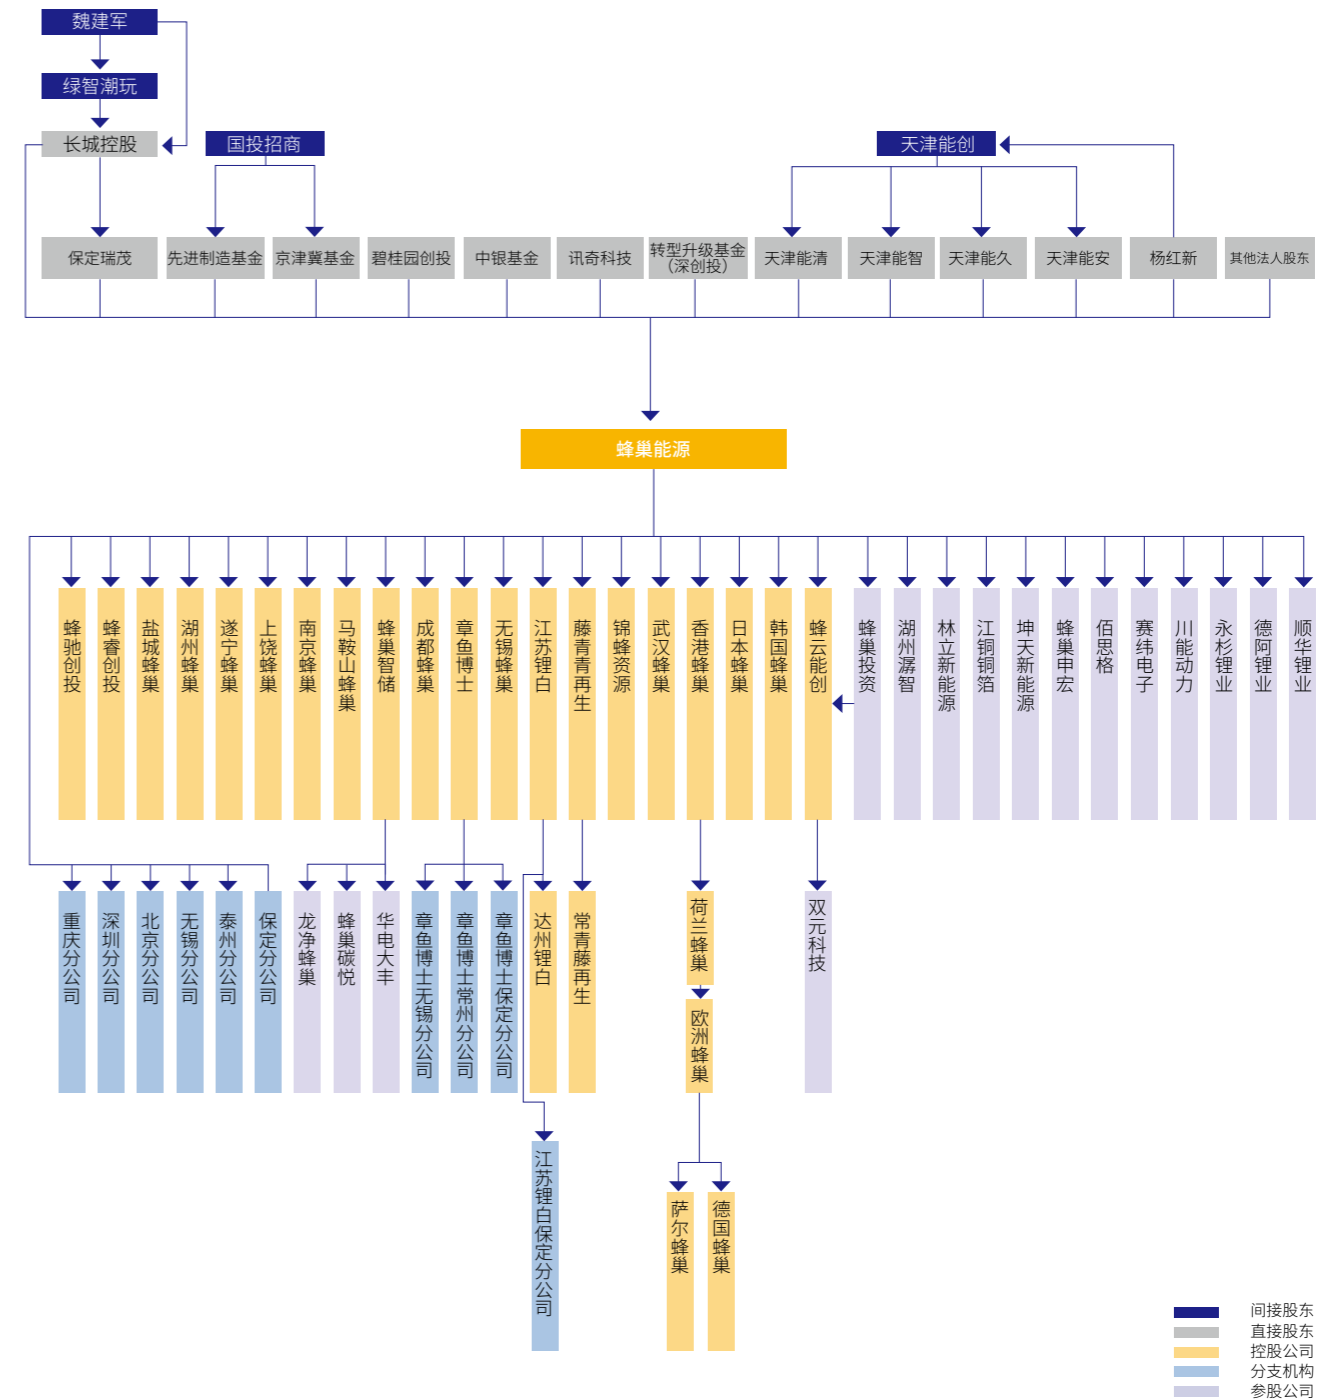 魏建军
绿智潮玩
长城控股
国投招商
天津能创
保定瑞茂
先进制造基金
京津冀基金
碧桂园创投
中银基金
讯奇科技
转型升级基金
（深创投）
天津能清
天津能智
天津能久
天津能安
杨红新
其他法人股东
蜂巢能源
蜂驰创投
蜂睿创投
盐城蜂巢
湖州蜂巢
遂宁蜂巢
上饶蜂巢
南京蜂巢
马鞍山蜂巢
蜂巢智储
成都蜂巢
章鱼博士
无锡蜂巢
江苏锂白
藤青青再生
锦蜂资源
武汉蜂巢
香港蜂巢
日本蜂巢
韩国蜂巢
蜂云能创
蜂巢投资
湖州潺智
林立新能源
江铜铜箔
坤天新能源
蜂巢申宏
佰思格
赛纬电子
川能动力
永杉锂业
德阿锂业
顺华锂业
重庆分公司
深圳分公司
北京分公司
无锡分公司
泰州分公司
保定分公司
龙净蜂巢
蜂巢碳悦
华电大丰
章鱼博士无锡分公司
章鱼博士常州分公司
章鱼博士保定分公司
达州锂白
常青藤再生
荷兰蜂巢
双元科技
欧洲蜂巢
江苏锂白保定分公司
萨尔蜂巢
德国蜂巢
间接股东
直接股东
控股公司
分支机构
参股公司